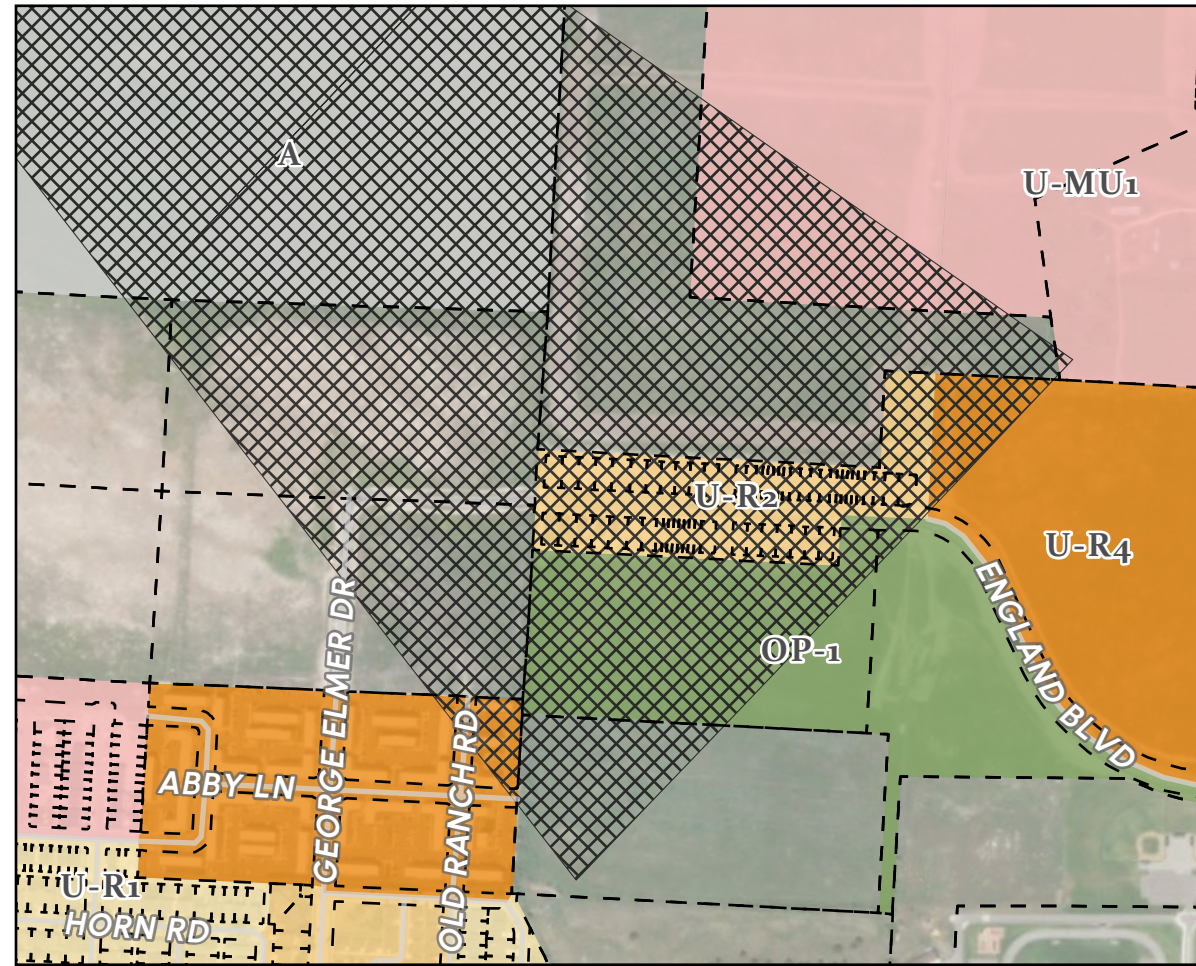 A
U-MU1
U-R2
U-R4
ENGLAND BLVD
OP-1
GEORGE ELMER DR
OLD RANCH RD
ABBY LN
U-R1
HORN RD